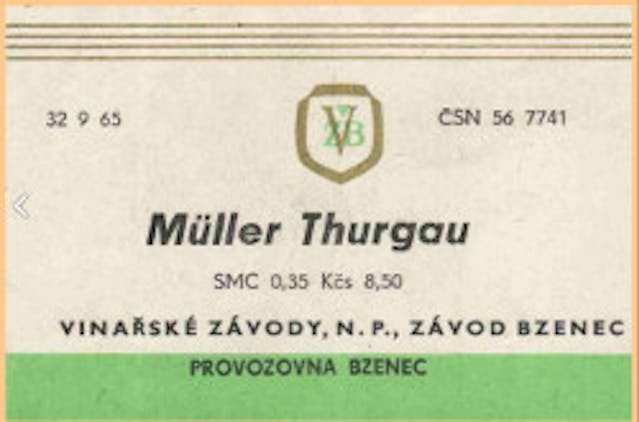 32 9 65
VŽB
ČSN 56 7741
Müller Thurgau
SMC 0,35 Kčs 8,50
VINAŘSKÉ ZÁVODY, N. P., ZÁVOD BZENEC
PROVOZOVNA BZENEC